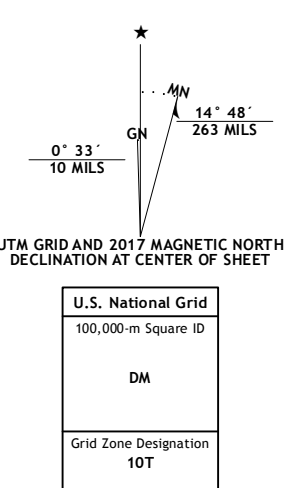 MN
GN
14° 48´
263 MILS
0° 33´
10 MILS
UTM GRID AND 2017 MAGNETIC NORTH
DECLINATION AT CENTER OF SHEET
U.S. National Grid
100,000-m Square ID
DM
Grid Zone Designation
10T